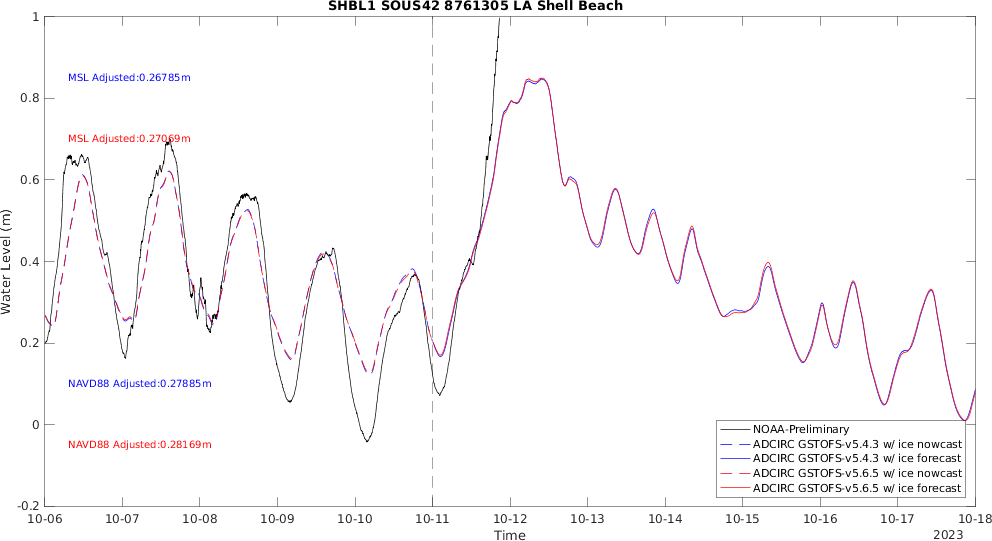 SHBL1 SOUS42 8761305 LA Shell Beach
Water Level (m)
1
0.8
0.6
0.4
0.2
0
-0.2
MSL Adjusted:0.26785m
MSL Adjusted:0.27069m
NAVD88 Adjusted:0.27885m
NAVD88 Adjusted:0.28169m
NOAA-Preliminary
ADCIRC GSTOFS-v5.4.3 w/ ice nowcast
ADCIRC GSTOFS-v5.4.3 w/ ice forecast
ADCIRC GSTOFS-v5.6.5 w/ ice nowcast
ADCIRC GSTOFS-v5.6.5 w/ ice forecast
10-06 10-07 10-08 10-09 10-10 10-11 10-12 10-13 10-14 10-15 10-16 10-17 10-18
Time
2023